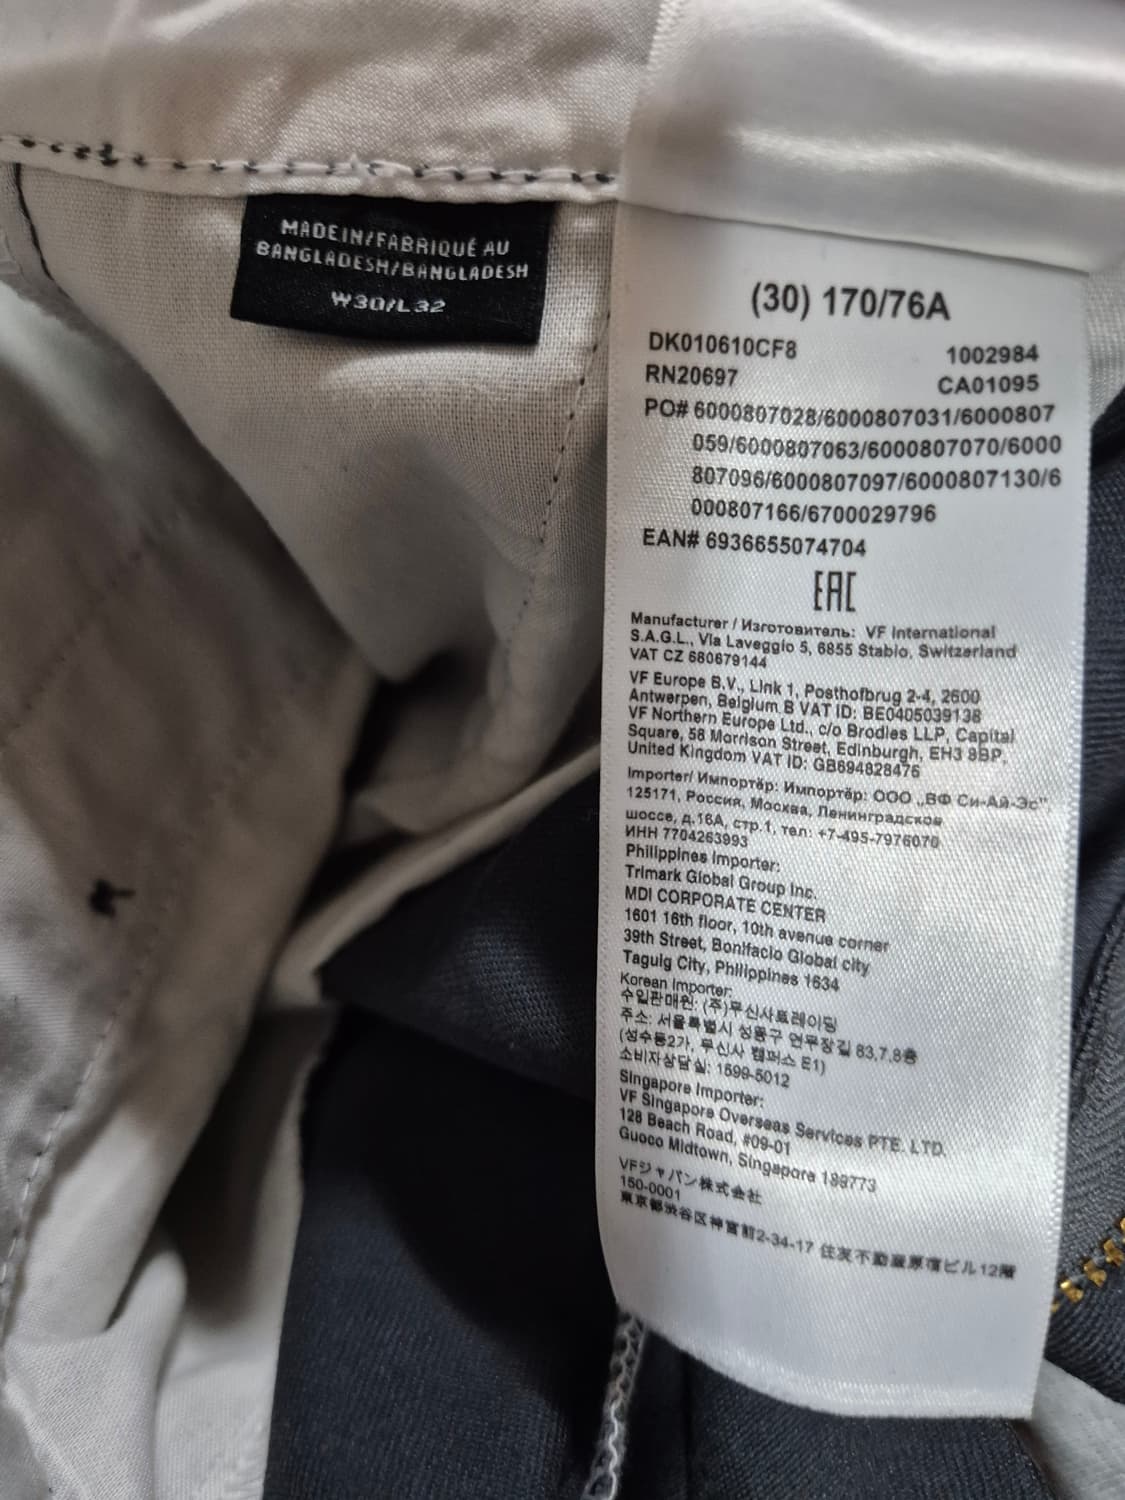 MADE IN/FABRIQUÉ AU
BANGLADESH/BANGLADESH
W30/L32
(30) 170/76A
DK010610CF8 1002984
RN20697 CA01095
PO# 6000807028/6000807031/6000807
059/6000807063/6000807070/6000
807096/6000807097/6000807130/6
000807166/6700029796
EAN# 6936655074704
EAC
Manufacturer / Изготовитель: VF International
S.A.G.L., Via Laveggio 5, 6855 Stabio, Switzerland
VAT CZ 680679144
VF Europe B.V., Link 1, Posthofbrug 2-4, 2600
Antwerpen, Belgium B VAT ID: BE0405039138
VF Northern Europe Ltd., c/o Brodies LLP, Capital
Square, 58 Morrison Street, Edinburgh, EH3 8BP,
United Kingdom VAT ID: GB694828476
Importer/ Импортёр: Импортёр: ООО „ВФ Си-Ай-Эс”
125171, Россия, Москва, Ленинградское
шоссе, д.16А, стр.1, тел: +7-495-7976070
ИНН 7704263993
Philippines Importer:
Trimark Global Group Inc.
MDI CORPORATE CENTER
1601 16th floor, 10th avenue corner
39th Street, Bonifacio Global city
Taguig City, Philippines 1634
Korean Importer:
수입판매원: (주)무신사트레이딩
주소: 서울특별시 성동구 연무장길 83,7.8층
(성수동2가, 무신사 캠퍼스 E1)
소비자상담실: 1599-5012
Singapore Importer:
VF Singapore Overseas Services PTE. LTD.
128 Beach Road, #09-01
Guoco Midtown, Singapore 189773
VFジャパン株式会社
150-0001
東京都渋谷区神宮前2-34-17 住友不動産原宿ビル12階